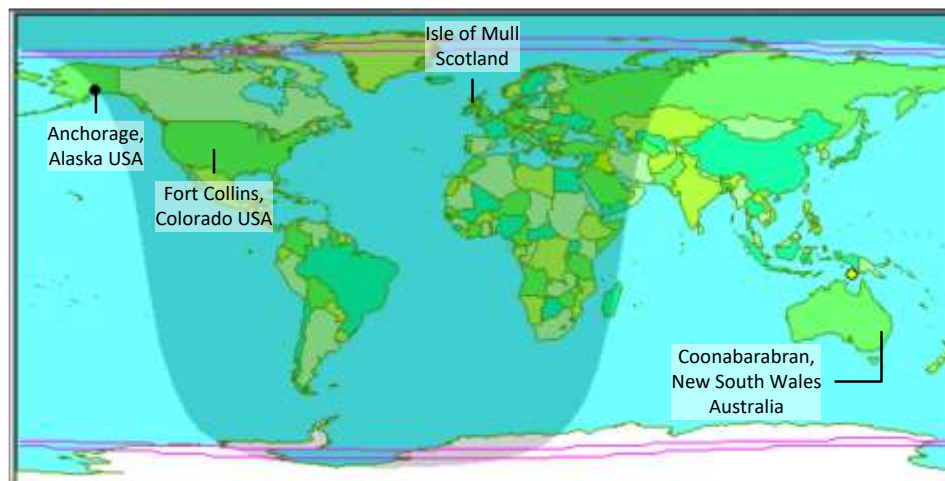 Isle of Mull
Scotland
Anchorage,
Alaska USA
Fort Collins,
Colorado USA
Coonabarabran,
New South Wales
Australia